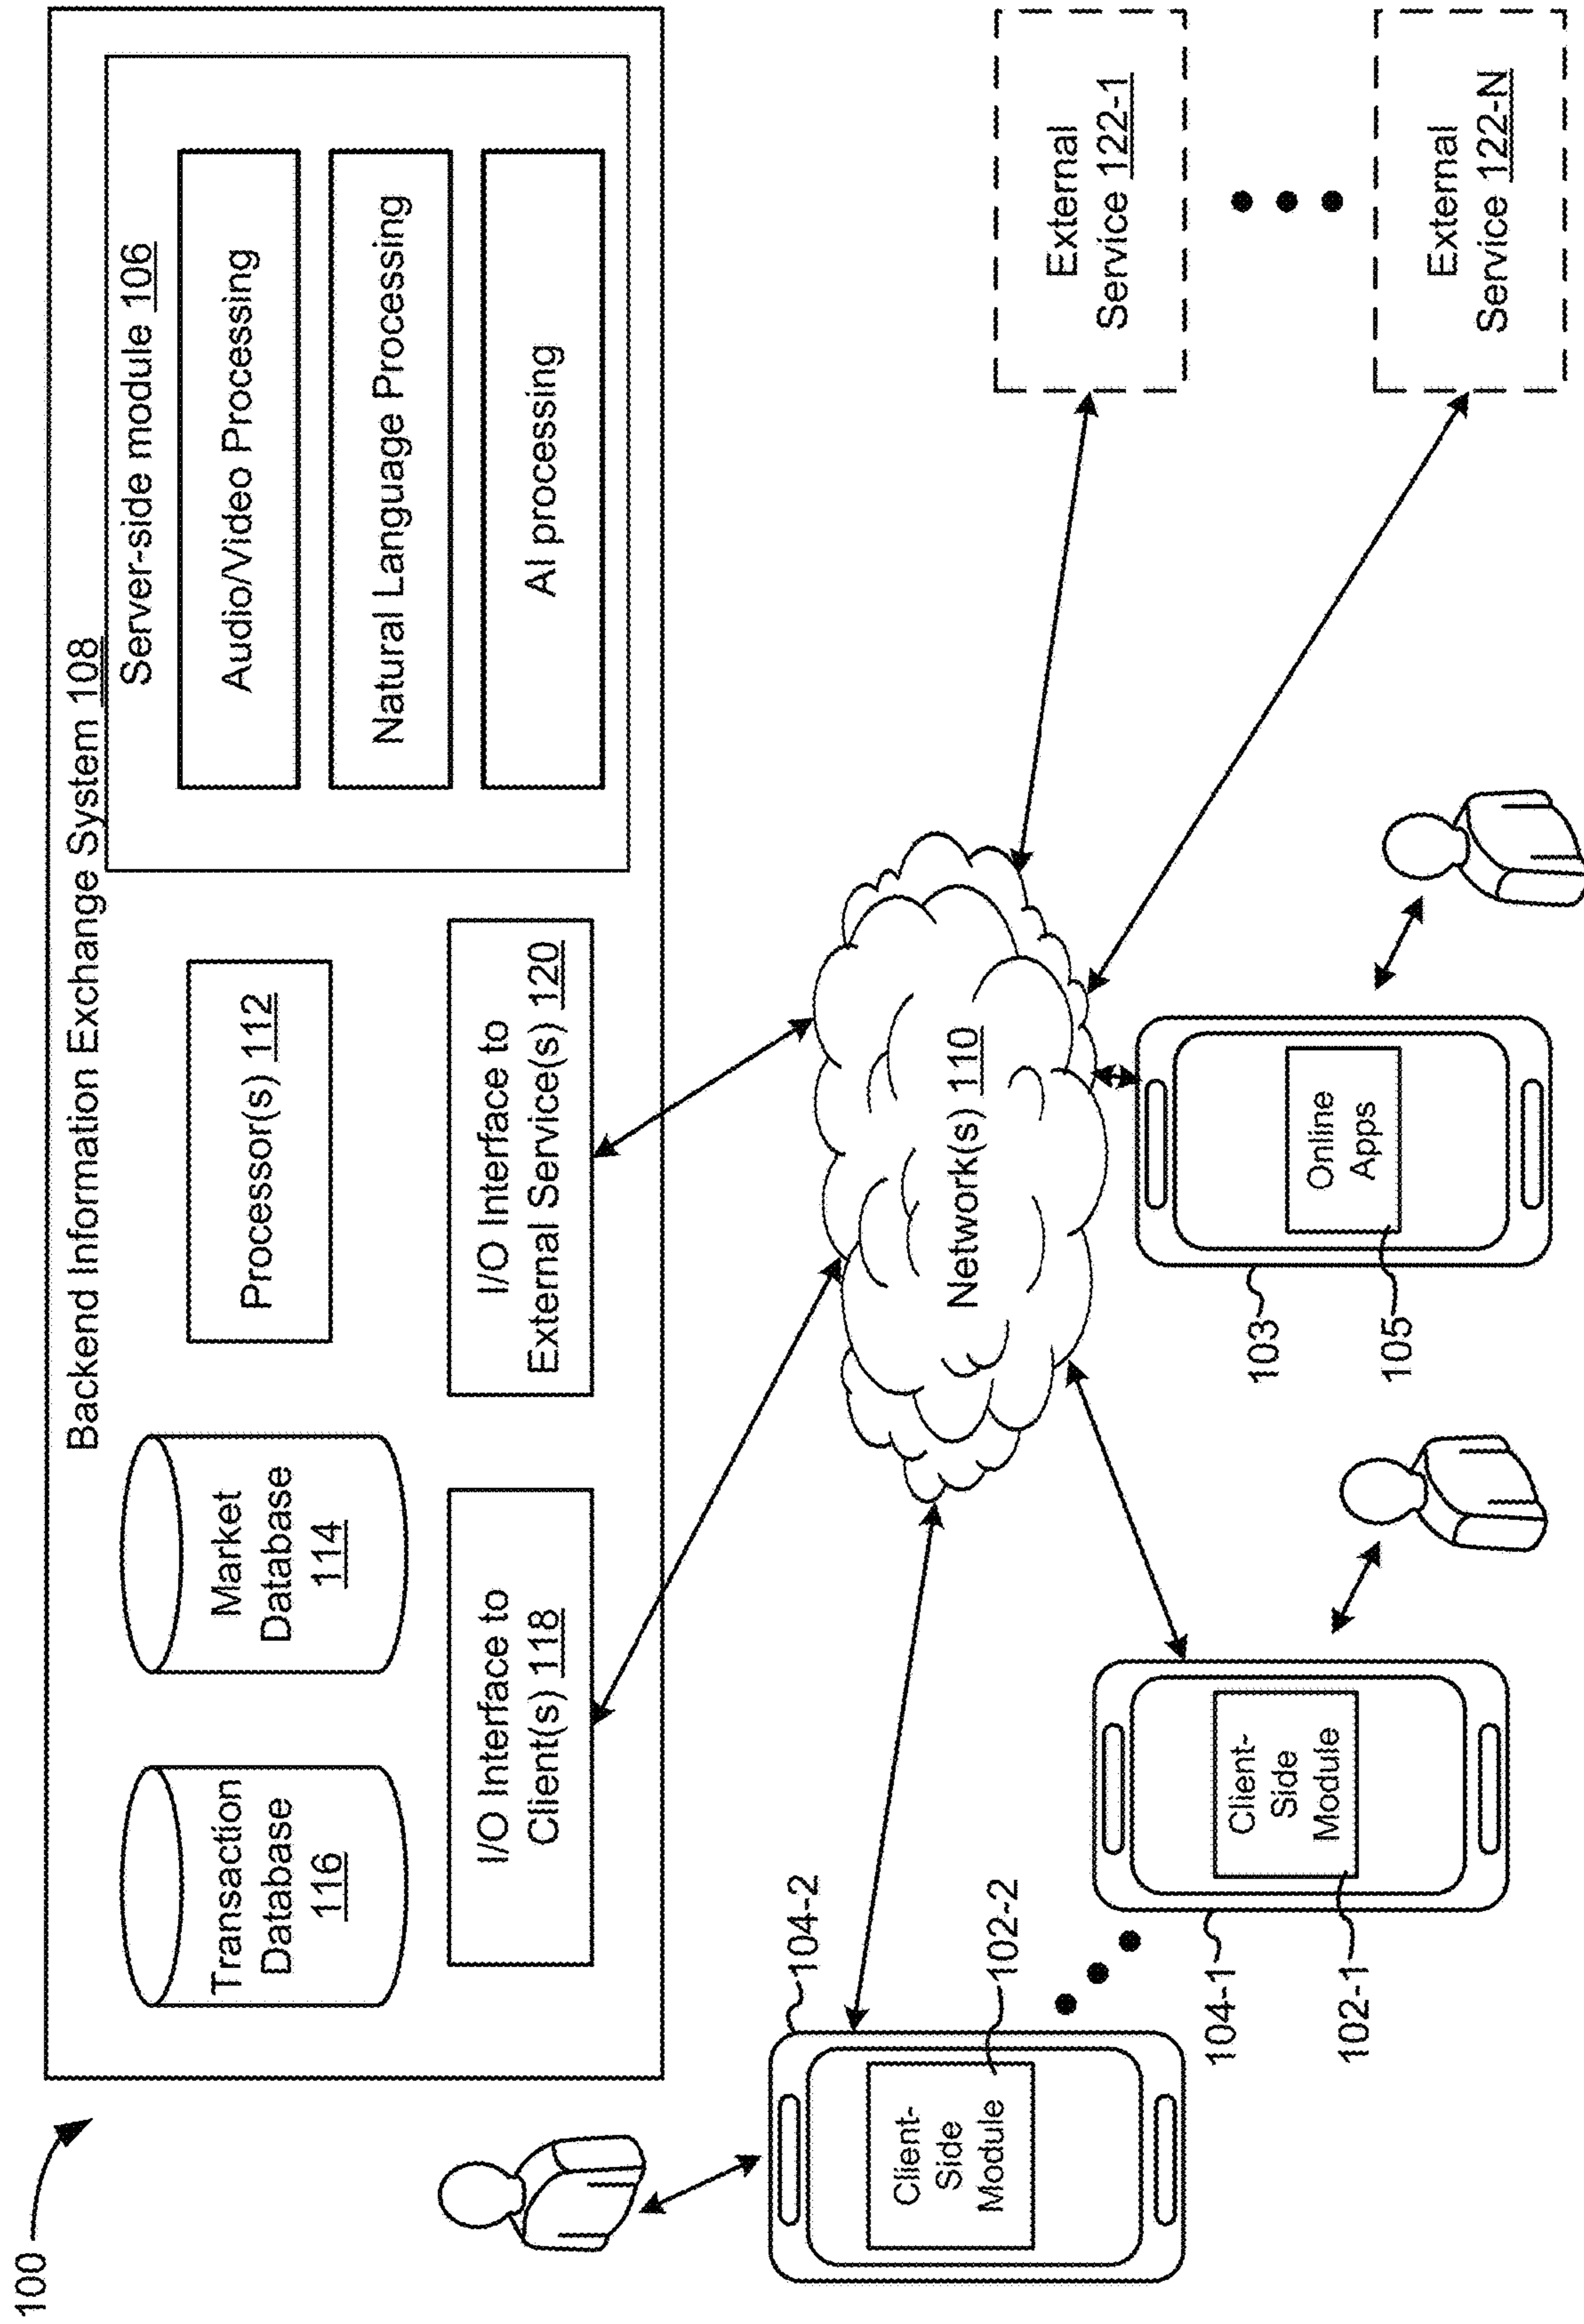 100
Backend Information Exchange System 108
Transaction
Database
116
Market
Database
114
Processor(s) 112
Server-side module 106
Audio/Video Processing
Natural Language Processing
AI processing
I/O Interface to
Client(s) 118
I/O Interface to
External Service(s) 120
Network(s) 110
104-2
Client-
Side
Module
102-2
104-1
Client-
Side
Module
102-1
103
Online
Apps
105
External
Service 122-1
External
Service 122-N